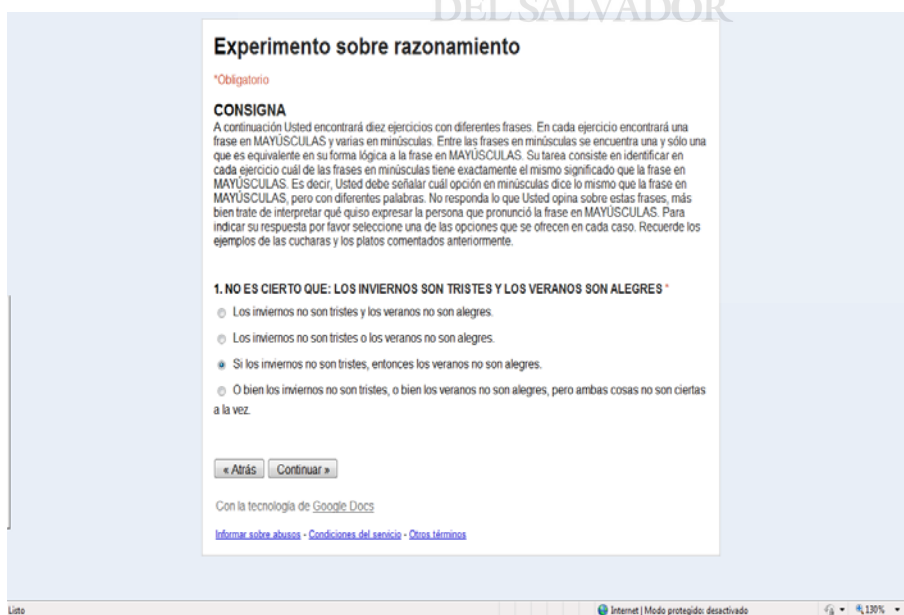 DEL SALVADOR
Experimento sobre razonamiento
*Obligatorio
CONSIGNA
A continuación Usted encontrará diez ejercicios con diferentes frases. En cada ejercicio encontrará una
frase en MAYÚSCULAS y varias en minúsculas. Entre las frases en minúsculas se encuentra una y sólo una
que es equivalente en su forma lógica a la frase en MAYÚSCULAS. Su tarea consiste en identificar en
cada ejercicio cuál de las frases en minúsculas tiene exactamente el mismo significado que la frase en
MAYÚSCULAS. Es decir, Usted debe señalar cuál opción en minúsculas dice lo mismo que la frase en
MAYÚSCULAS, pero con diferentes palabras. No responda lo que Usted opina sobre estas frases, más
bien trate de interpretar qué quiso expresar la persona que pronunció la frase en MAYÚSCULAS. Para
indicar su respuesta por favor seleccione una de las opciones que se ofrecen en cada caso. Recuerde los
ejemplos de las cucharas y los platos comentados anteriormente.
1. NO ES CIERTO QUE: LOS INVIERNOS SON TRISTES Y LOS VERANOS SON ALEGRES *
Los inviernos no son tristes y los veranos no son alegres.
Los inviernos no son tristes o los veranos no son alegres.
Si los inviernos no son tristes, entonces los veranos no son alegres.
O bien los inviernos no son tristes, o bien los veranos no son alegres, pero ambas cosas no son ciertas
a la vez.
« Atrás Continuar »
Con la tecnología de Google Docs
Informar sobre abusos - Condiciones del servicio - Otros términos
Listo Internet | Modo protegido: desactivado 130%